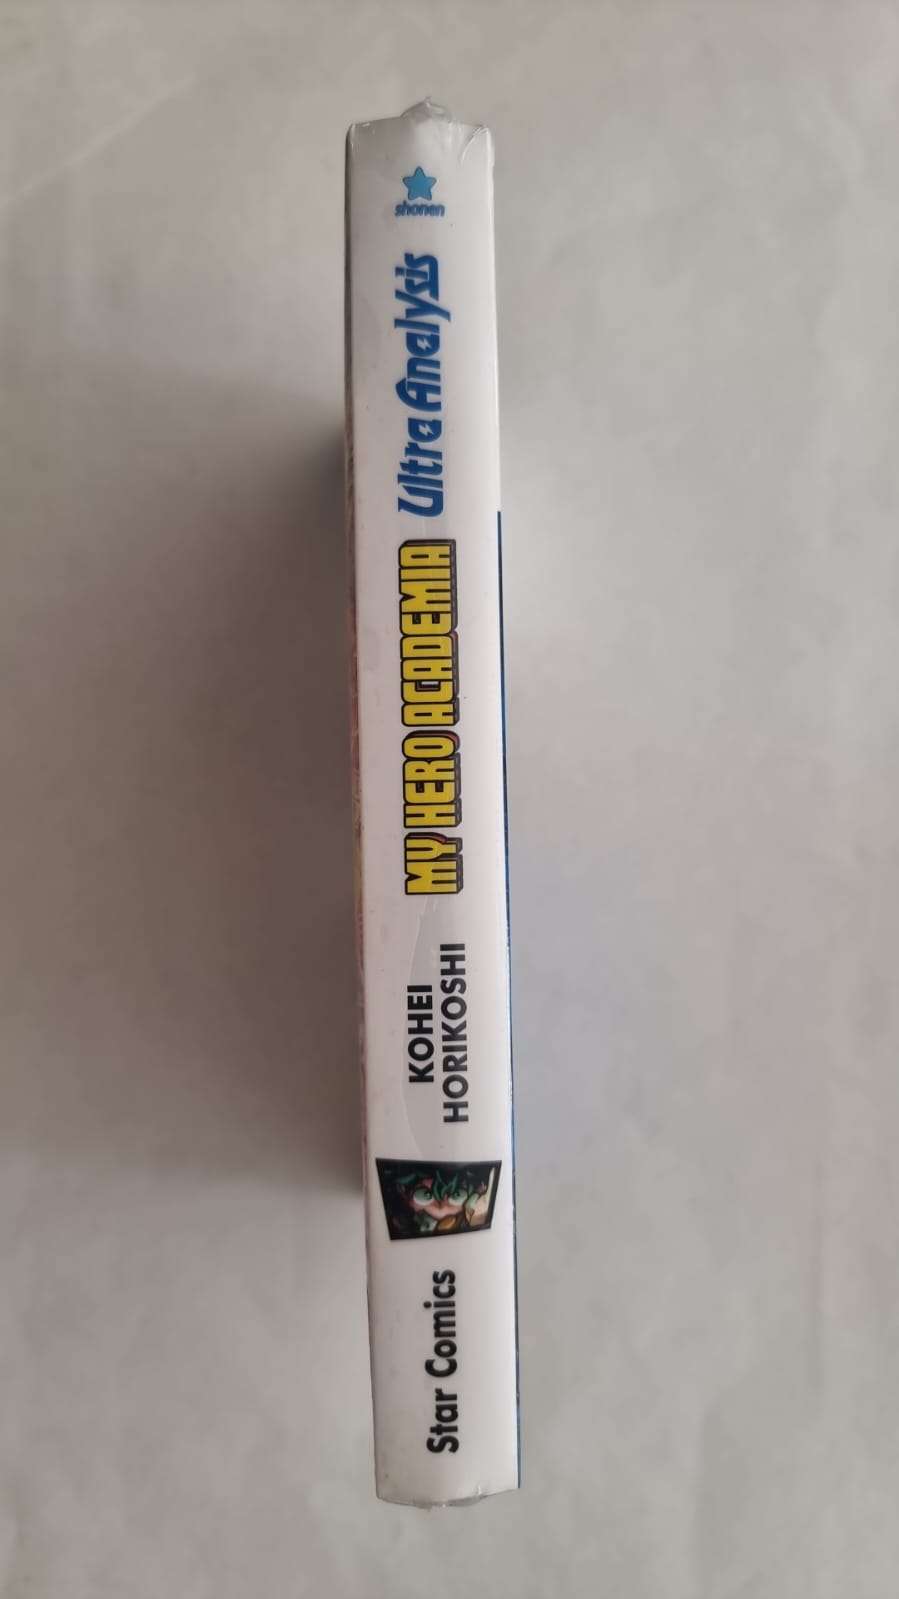 shonen
Ultra Analysis
MY HERO ACADEMIA
KOHEI
HORIKOSHI
Star Comics